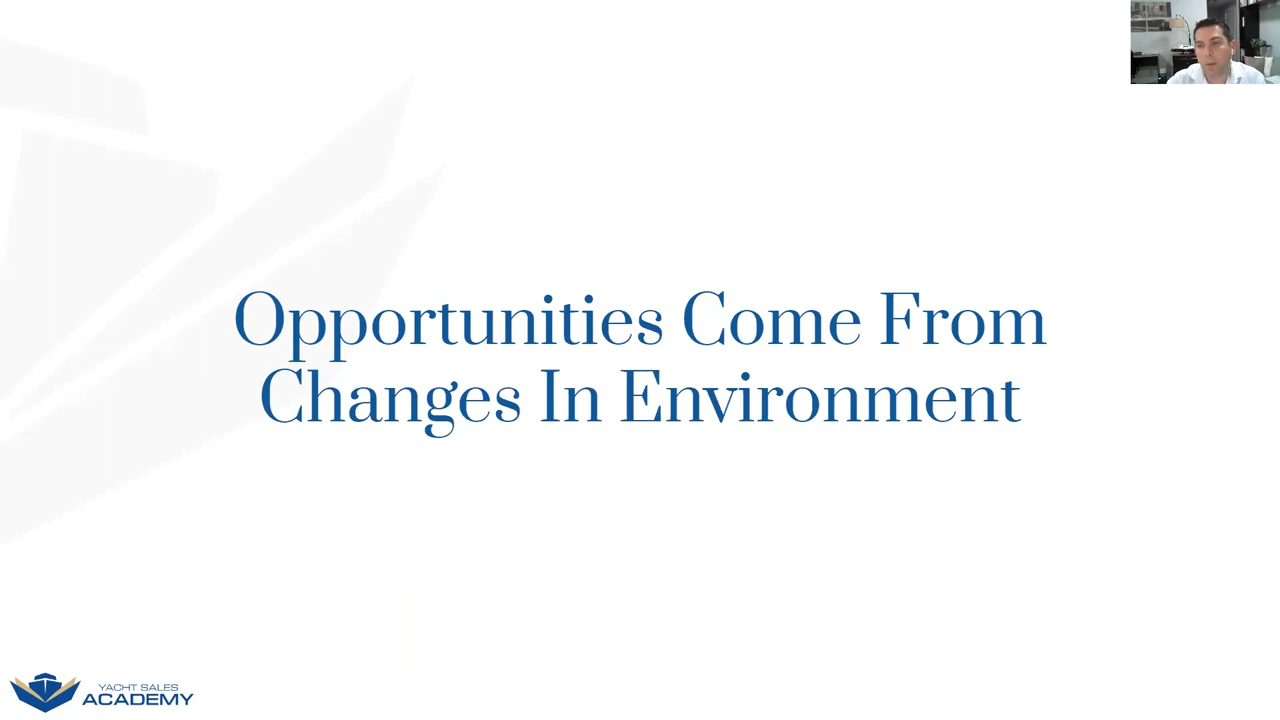 Opportunities Come From
Changes In Environment
YACHT SALES
ACADEMY